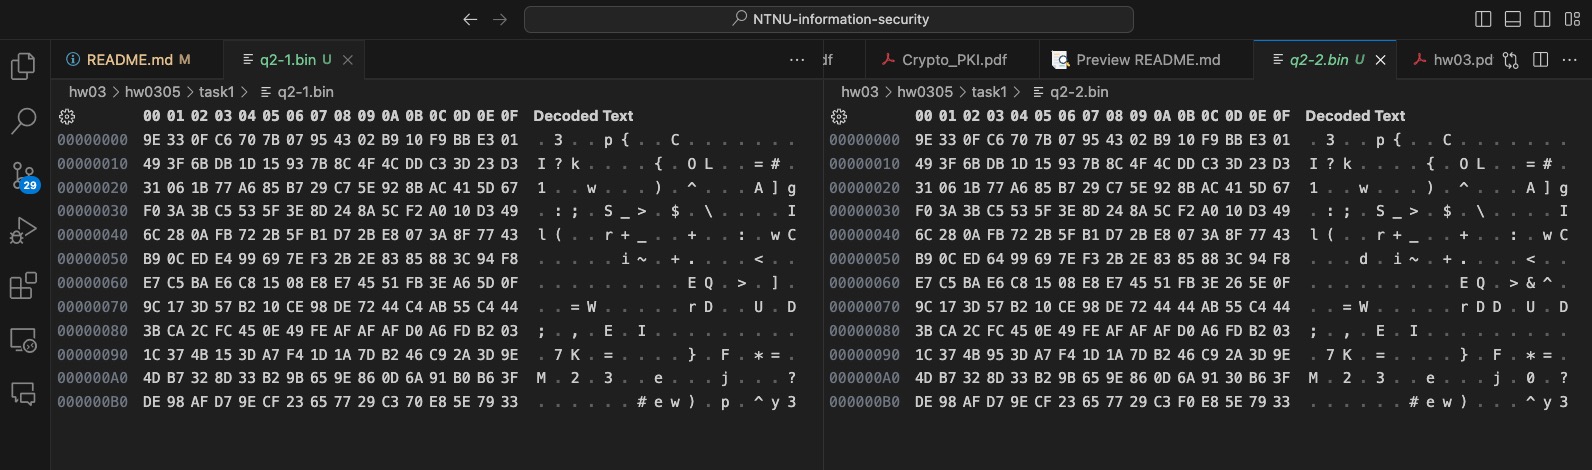 NTNU-information-security
README.md M
q2-1.bin U
df
Crypto_PKI.pdf
Preview README.md
q2-2.bin U
hw03.pd
hw03 > hw0305 > task1 > q2-1.bin
00 01 02 03 04 05 06 07 08 09 0A 0B 0C 0D 0E 0F Decoded Text
00000000 9E 33 0F C6 70 7B 07 95 43 02 B9 10 F9 BB E3 01 . 3 . . p { . . C . . . . . . .
00000010 49 3F 6B DB 1D 15 93 7B 8C 4F 4C DD C3 3D 23 D3 I ? k . . . . { . O L . . = # .
00000020 31 06 1B 77 A6 85 B7 29 C7 5E 92 8B AC 41 5D 67 1 . . w . . . ) . ^ . . . A ] g
00000030 F0 3A 3B C5 53 5F 3E 8D 24 8A 5C F2 A0 10 D3 49 . : ; . S _ > . $ . \ . . . . I
00000040 6C 28 0A FB 72 2B 5F B1 D7 2B E8 07 3A 8F 77 43 l ( . . r + _ . . + . . : . w C
00000050 B9 0C ED E4 99 69 7E F3 2B 2E 83 85 88 3C 94 F8 . . . . . i ~ . + . . . . < . .
00000060 E7 C5 BA E6 C8 15 08 E8 E7 45 51 FB 3E A6 5D 0F . . . . . . . . . E Q . > . ] .
00000070 9C 17 3D 57 B2 10 CE 98 DE 72 44 C4 AB 55 C4 44 . . = W . . . . . r D . . U . D
00000080 3B CA 2C FC 45 0E 49 FE AF AF AF D0 A6 FD B2 03 ; . , . E . I . . . . . . . . .
00000090 1C 37 4B 15 3D A7 F4 1D 1A 7D B2 46 C9 2A 3D 9E . 7 K . = . . . . } . F . * = .
000000A0 4D B7 32 8D 33 B2 9B 65 9E 86 0D 6A 91 B0 B6 3F M . 2 . 3 . . e . . . j . . . ?
000000B0 DE 98 AF D7 9E CF 23 65 77 29 C3 70 E8 5E 79 33 . . . . . . # e w ) . p . ^ y 3
hw03 > hw0305 > task1 > q2-2.bin
00 01 02 03 04 05 06 07 08 09 0A 0B 0C 0D 0E 0F Decoded Text
00000000 9E 33 0F C6 70 7B 07 95 43 02 B9 10 F9 BB E3 01 . 3 . . p { . . C . . . . . . .
00000010 49 3F 6B DB 1D 15 93 7B 8C 4F 4C DD C3 3D 23 D3 I ? k . . . . { . O L . . = # .
00000020 31 06 1B 77 A6 85 B7 29 C7 5E 92 8B AC 41 5D 67 1 . . w . . . ) . ^ . . . A ] g
00000030 F0 3A 3B C5 53 5F 3E 8D 24 8A 5C F2 A0 10 D3 49 . : ; . S _ > . $ . \ . . . . I
00000040 6C 28 0A FB 72 2B 5F B1 D7 2B E8 07 3A 8F 77 43 l ( . . r + _ . . + . . : . w C
00000050 B9 0C ED 64 99 69 7E F3 2B 2E 83 85 88 3C 94 F8 . . . d . i ~ . + . . . . < . .
00000060 E7 C5 BA E6 C8 15 08 E8 E7 45 51 FB 3E 26 5E 0F . . . . . . . . . E Q . > & ^ .
00000070 9C 17 3D 57 B2 10 CE 98 DE 72 44 44 AB 55 C4 44 . . = W . . . . . r D D . U . D
00000080 3B CA 2C FC 45 0E 49 FE AF AF AF D0 A6 FD B2 03 ; . , . E . I . . . . . . . . .
00000090 1C 37 4B 95 3D A7 F4 1D 1A 7D B2 46 C9 2A 3D 9E . 7 K . = . . . . } . F . * = .
000000A0 4D B7 32 8D 33 B2 9B 65 9E 86 0D 6A 91 30 B6 3F M . 2 . 3 . . e . . . j . 0 . ?
000000B0 DE 98 AF D7 9E CF 23 65 77 29 C3 F0 E8 5E 79 33 . . . . . . # e w ) . . . ^ y 3
29